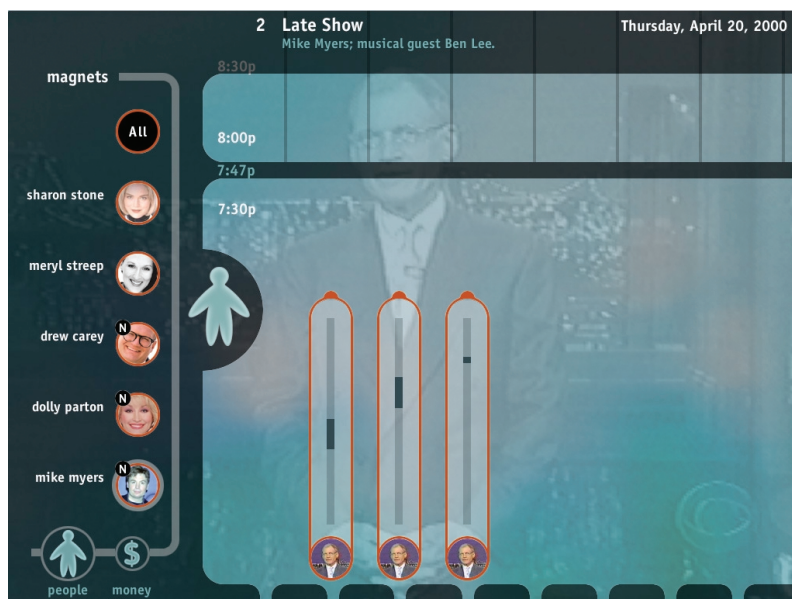 2 Late Show
Thursday, April 20, 2000
Mike Myers; musical guest Ben Lee.
8:30p
magnets
All
8:00p
7:47p
sharon stone
7:30p
meryl streep
N
drew carey
N
dolly parton
N
mike myers
$
people
money